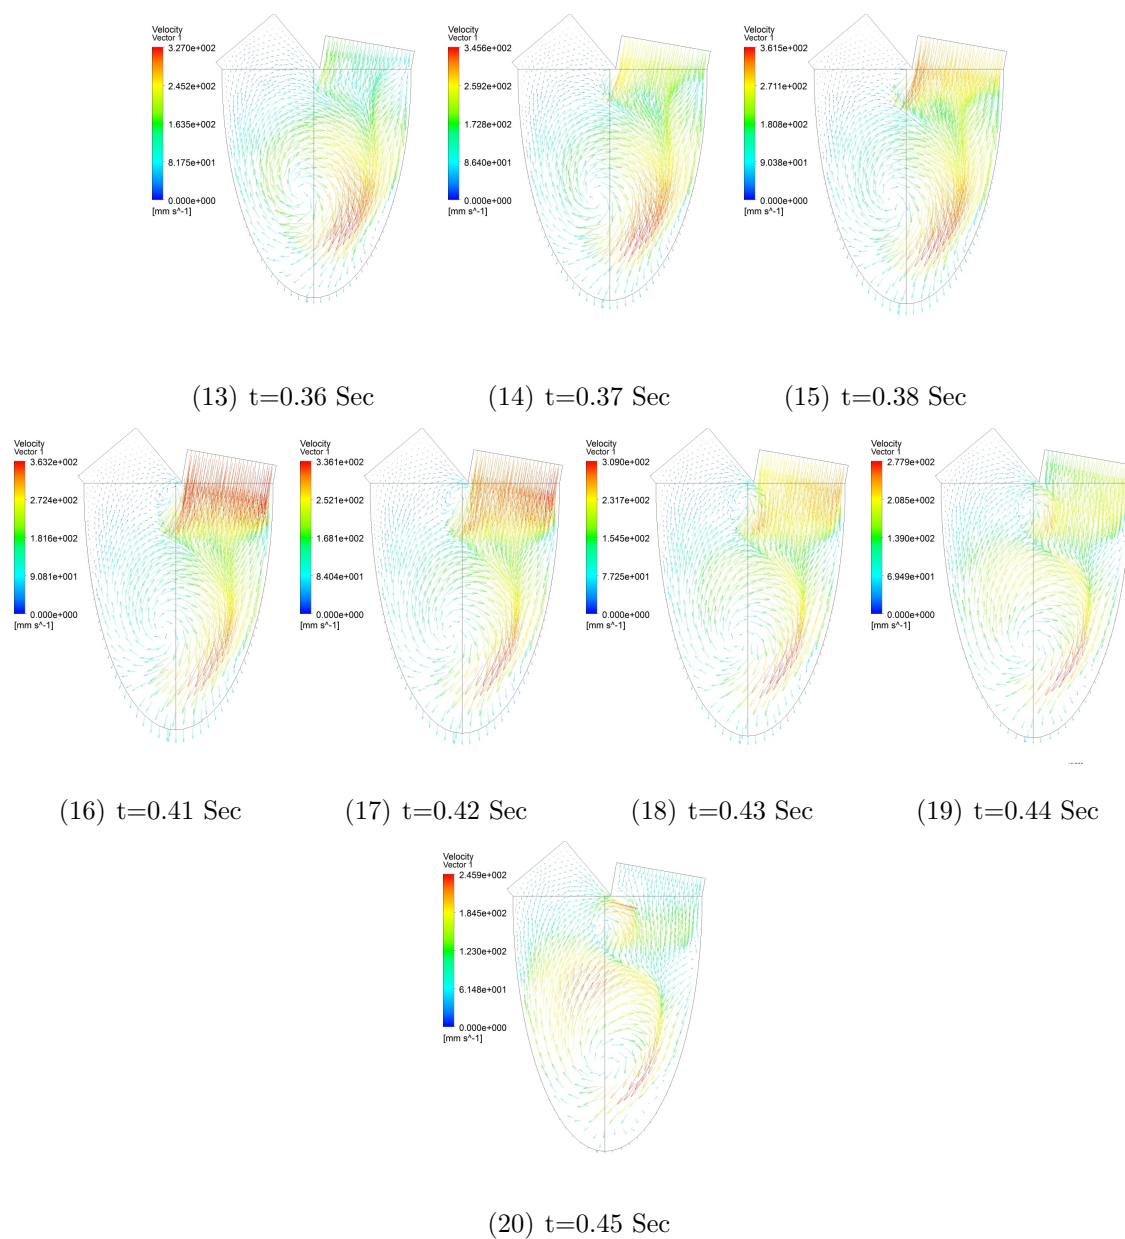 Velocity
Vector 1
3.270e+002
2.452e+002
1.635e+002
8.175e+001
0.000e+000
[mm s^-1]
Velocity
Vector 1
3.456e+002
2.592e+002
1.728e+002
8.640e+001
0.000e+000
[mm s^-1]
Velocity
Vector 1
3.615e+002
2.711e+002
1.808e+002
9.038e+001
0.000e+000
[mm s^-1]
(13) t=0.36 Sec
(14) t=0.37 Sec
(15) t=0.38 Sec
Velocity
Vector 1
3.632e+002
2.724e+002
1.816e+002
9.081e+001
0.000e+000
[mm s^-1]
Velocity
Vector 1
3.361e+002
2.521e+002
1.681e+002
8.404e+001
0.000e+000
[mm s^-1]
Velocity
Vector 1
3.090e+002
2.317e+002
1.545e+002
7.725e+001
0.000e+000
[mm s^-1]
Velocity
Vector 1
2.779e+002
2.085e+002
1.390e+002
6.949e+001
0.000e+000
[mm s^-1]
(16) t=0.41 Sec
(17) t=0.42 Sec
(18) t=0.43 Sec
(19) t=0.44 Sec
Velocity
Vector 1
2.459e+002
1.845e+002
1.230e+002
6.148e+001
0.000e+000
[mm s^-1]
(20) t=0.45 Sec